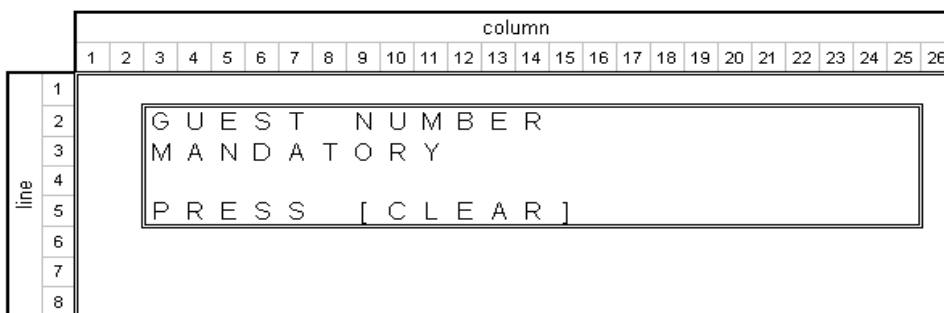 column
1 2 3 4 5 6 7 8 9 10 11 12 13 14 15 16 17 18 19 20 21 22 23 24 25 26
line
1
2 GUEST NUMBER
3 MANDATORY
4
5 PRESS [CLEAR]
6
7
8